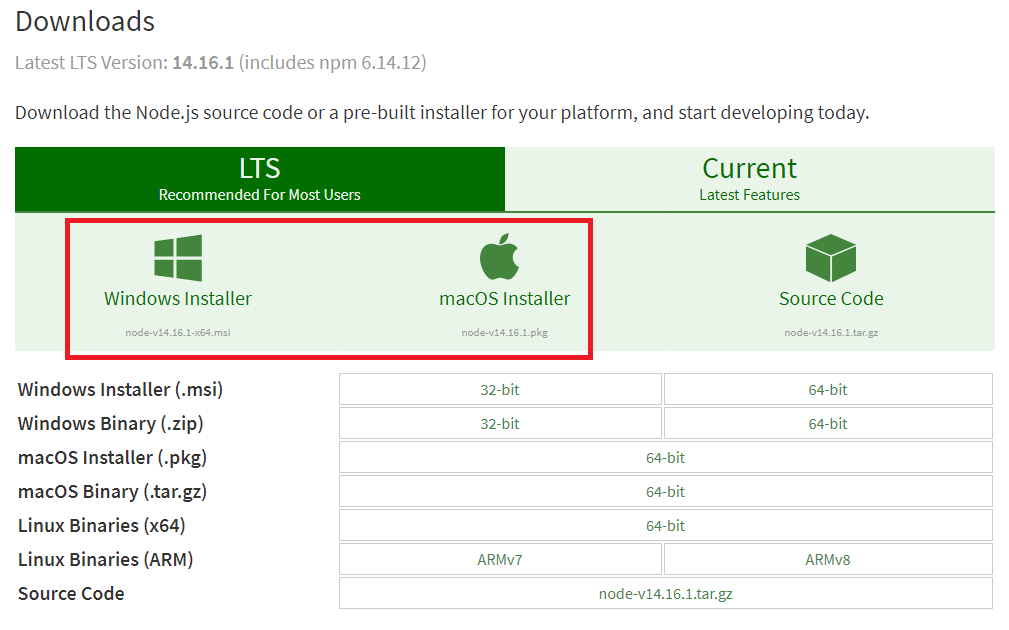 Downloads
Latest LTS Version: 14.16.1 (includes npm 6.14.12)
Download the Node.js source code or a pre-built installer for your platform, and start developing today.
LTS
Recommended For Most Users
Current
Latest Features
Windows Installer
node-v14.16.1-x64.msi
macOS Installer
node-v14.16.1.pkg
Source Code
node-v14.16.1.tar.gz
Windows Installer (.msi) 32-bit 64-bit
Windows Binary (.zip) 32-bit 64-bit
macOS Installer (.pkg) 64-bit
macOS Binary (.tar.gz) 64-bit
Linux Binaries (x64) 64-bit
Linux Binaries (ARM) ARMv7 ARMv8
Source Code node-v14.16.1.tar.gz